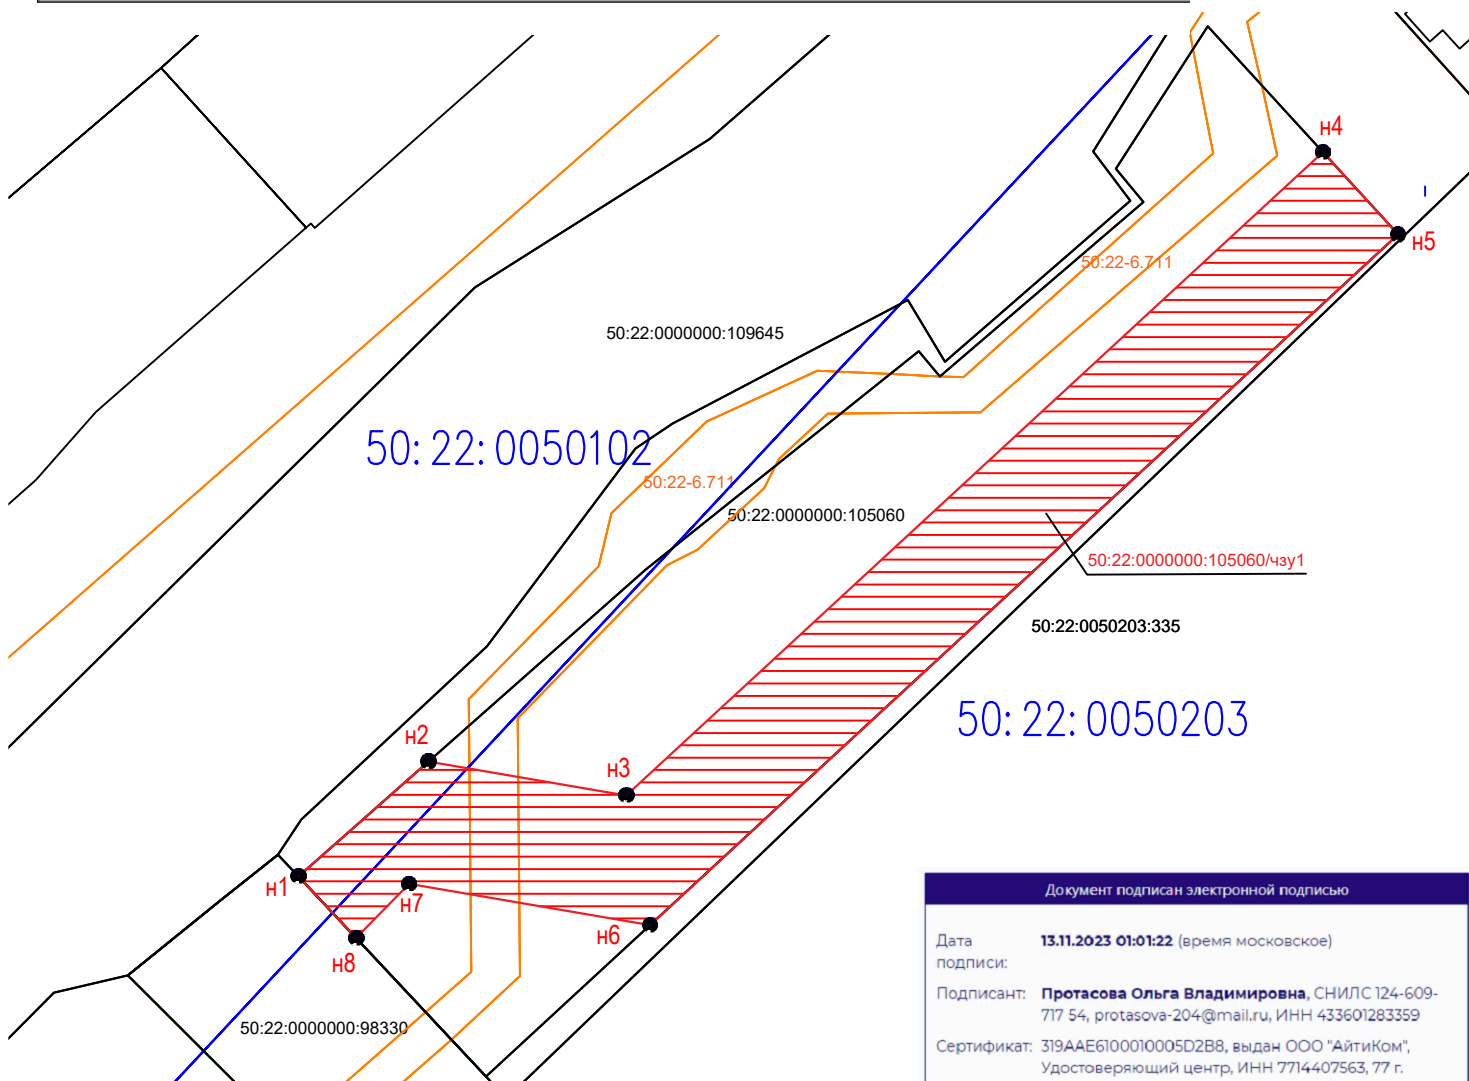 н4
н5
50:22-6.711
50:22:0000000:109645
50:22:0050102
50:22-6.711
50:22:0000000:105060
50:22:0000000:105060/чзу1
50:22:0050203:335
50:22:0050203
н2
н3
н1
н7
н6
н8
50:22:0000000:98330
Документ подписан электронной подписью
Дата 13.11.2023 01:01:22 (время московское)
подписи:
Подписант: Протасова Ольга Владимировна, СНИЛС 124-609-
717 54, protasova-204@mail.ru, ИНН 433601283359
Сертификат: 319AAE6100010005D2B8, выдан ООО "АйтиКом",
Удостоверяющий центр, ИНН 7714407563, 77 г.